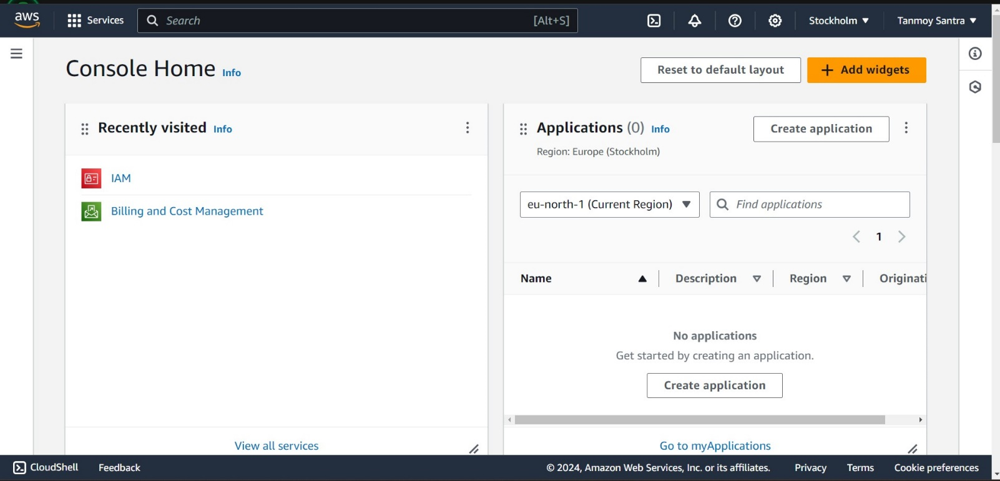 aws Services Search [Alt+S] Stockholm Tanmoy Santra
Console Home Info Reset to default layout Add widgets
Recently visited Info
IAM
Billing and Cost Management
View all services
Applications (0) Info Create application
Region: Europe (Stockholm)
eu-north-1 (Current Region) Find applications
1
Name Description Region Originati
No applications
Get started by creating an application.
Create application
Go to myApplications
CloudShell Feedback © 2024, Amazon Web Services, Inc. or its affiliates. Privacy Terms Cookie preferences